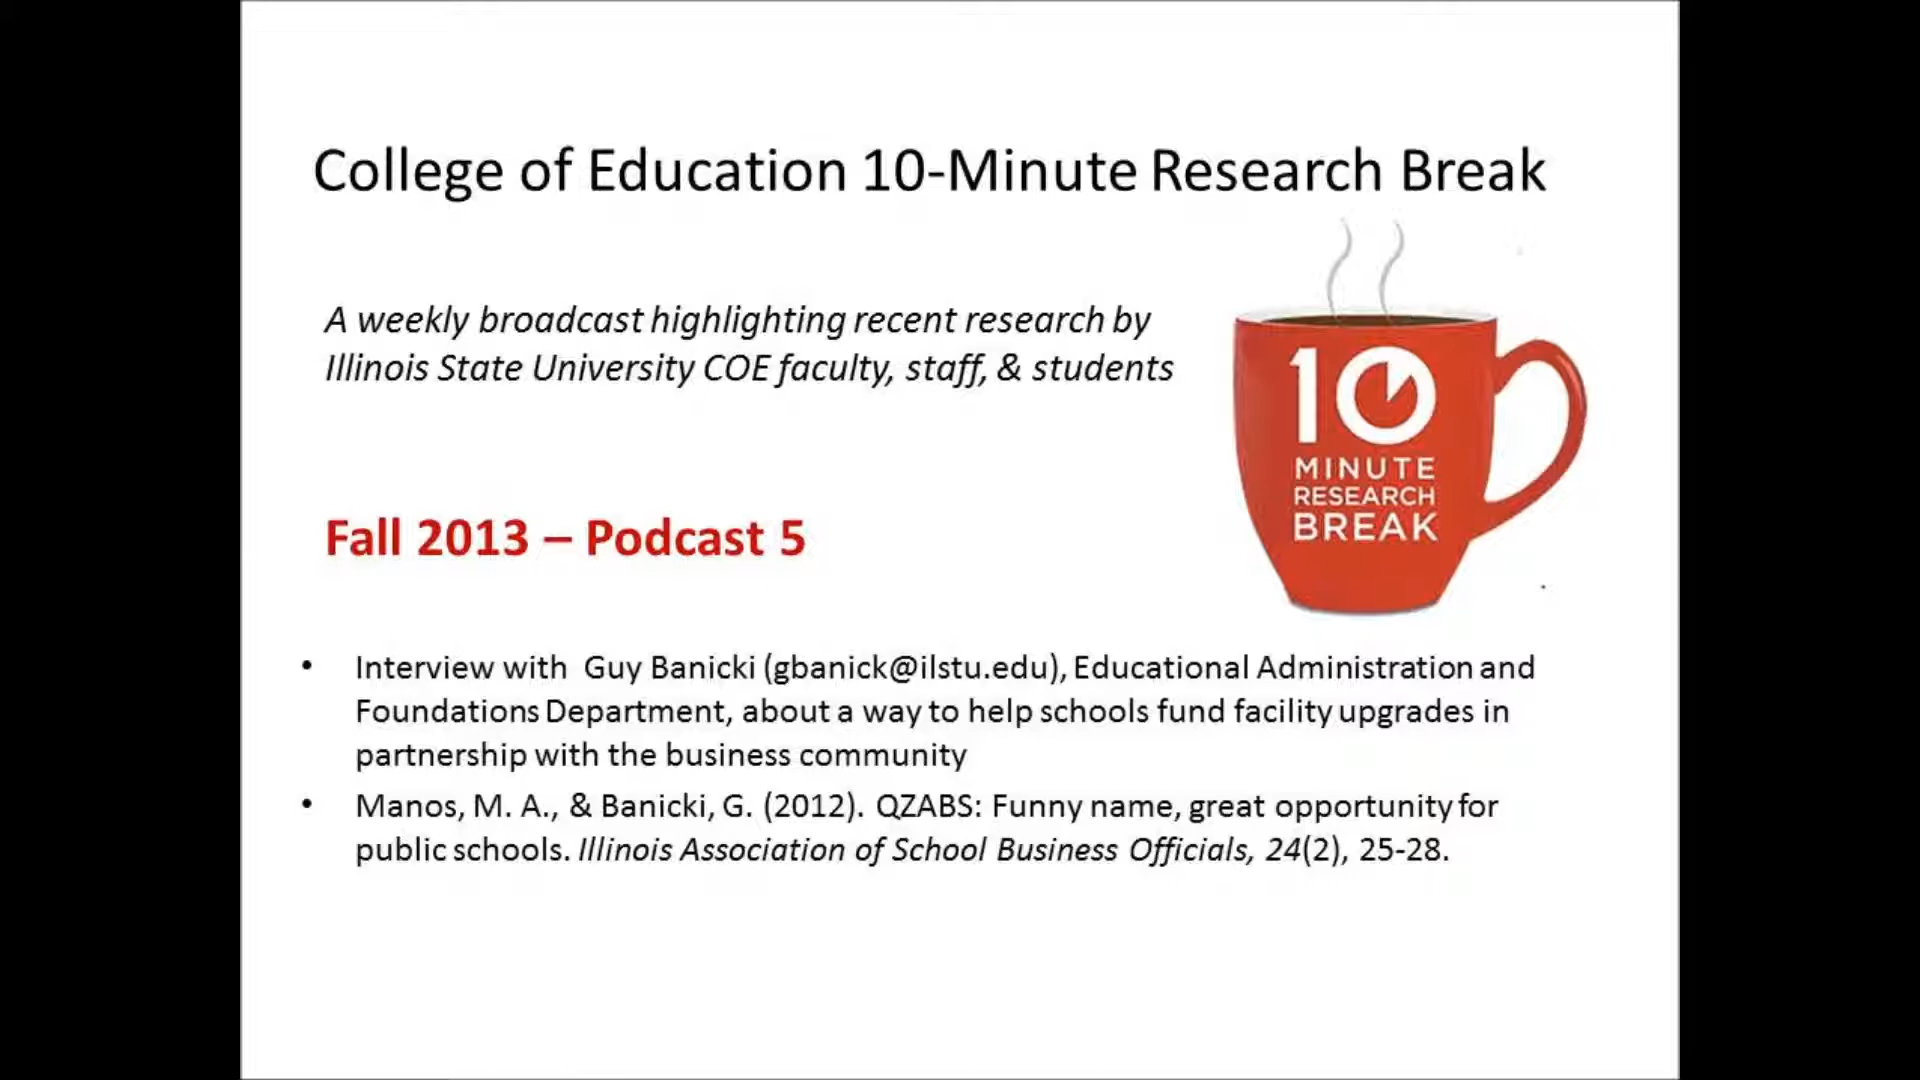 College of Education 10-Minute Research Break
A weekly broadcast highlighting recent research by
Illinois State University COE faculty, staff, & students
10
MINUTE
RESEARCH
BREAK
Fall 2013 – Podcast 5
• Interview with Guy Banicki (gbanick@ilstu.edu), Educational Administration and
Foundations Department, about a way to help schools fund facility upgrades in
partnership with the business community
• Manos, M. A., & Banicki, G. (2012). QZABS: Funny name, great opportunity for
public schools. Illinois Association of School Business Officials, 24(2), 25-28.